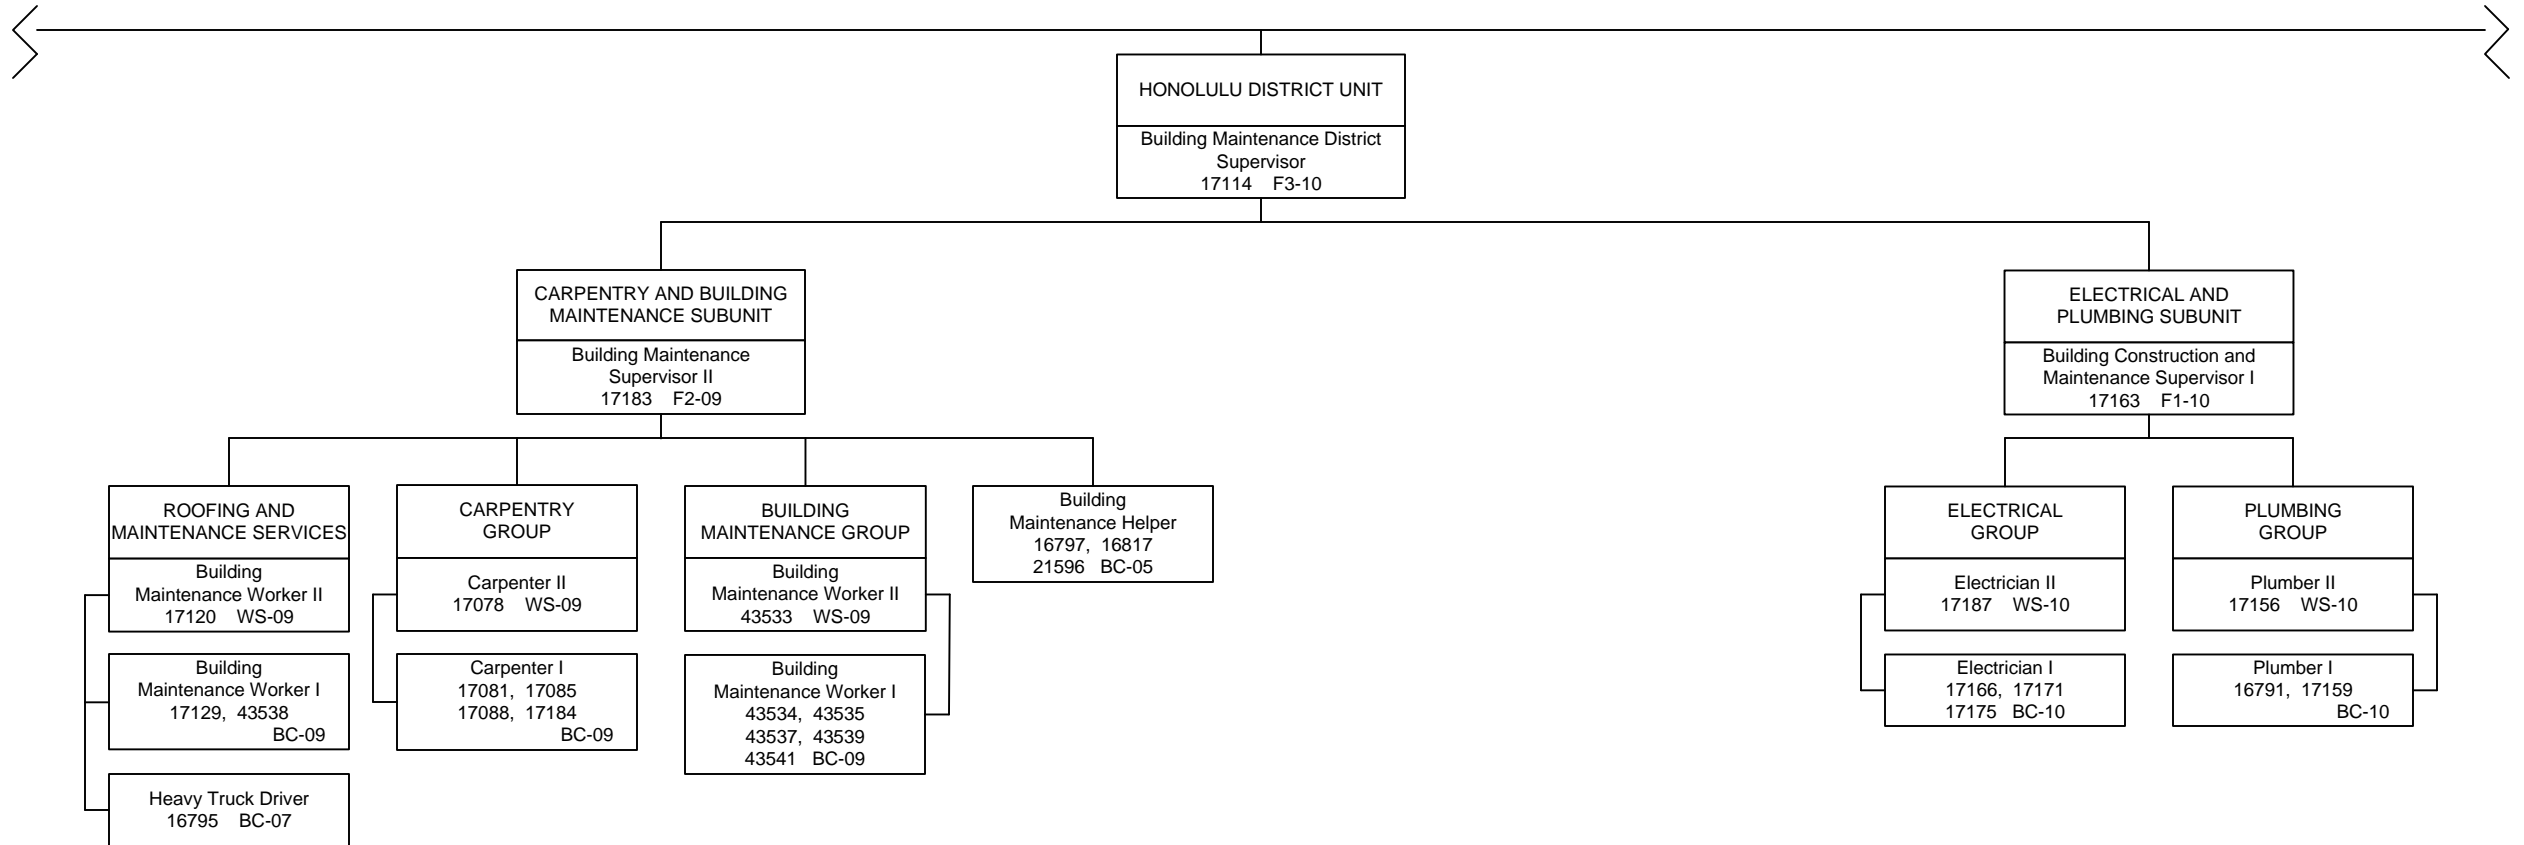 HONOLULU DISTRICT UNIT
Building Maintenance District
Supervisor
17114 F3-10
CARPENTRY AND BUILDING
MAINTENANCE SUBUNIT
Building Maintenance
Supervisor II
17183 F2-09
ELECTRICAL AND
PLUMBING SUBUNIT
Building Construction and
Maintenance Supervisor I
17163 F1-10
ROOFING AND
MAINTENANCE SERVICES
Building
Maintenance Worker II
17120 WS-09
Building
Maintenance Worker I
17129, 43538
BC-09
Heavy Truck Driver
16795 BC-07
CARPENTRY
GROUP
Carpenter II
17078 WS-09
Carpenter I
17081, 17085
17088, 17184
BC-09
BUILDING
MAINTENANCE GROUP
Building
Maintenance Worker II
43533 WS-09
Building
Maintenance Worker I
43534, 43535
43537, 43539
43541 BC-09
Building
Maintenance Helper
16797, 16817
21596 BC-05
ELECTRICAL
GROUP
Electrician II
17187 WS-10
Electrician I
17166, 17171
17175 BC-10
PLUMBING
GROUP
Plumber II
17156 WS-10
Plumber I
16791, 17159
BC-10